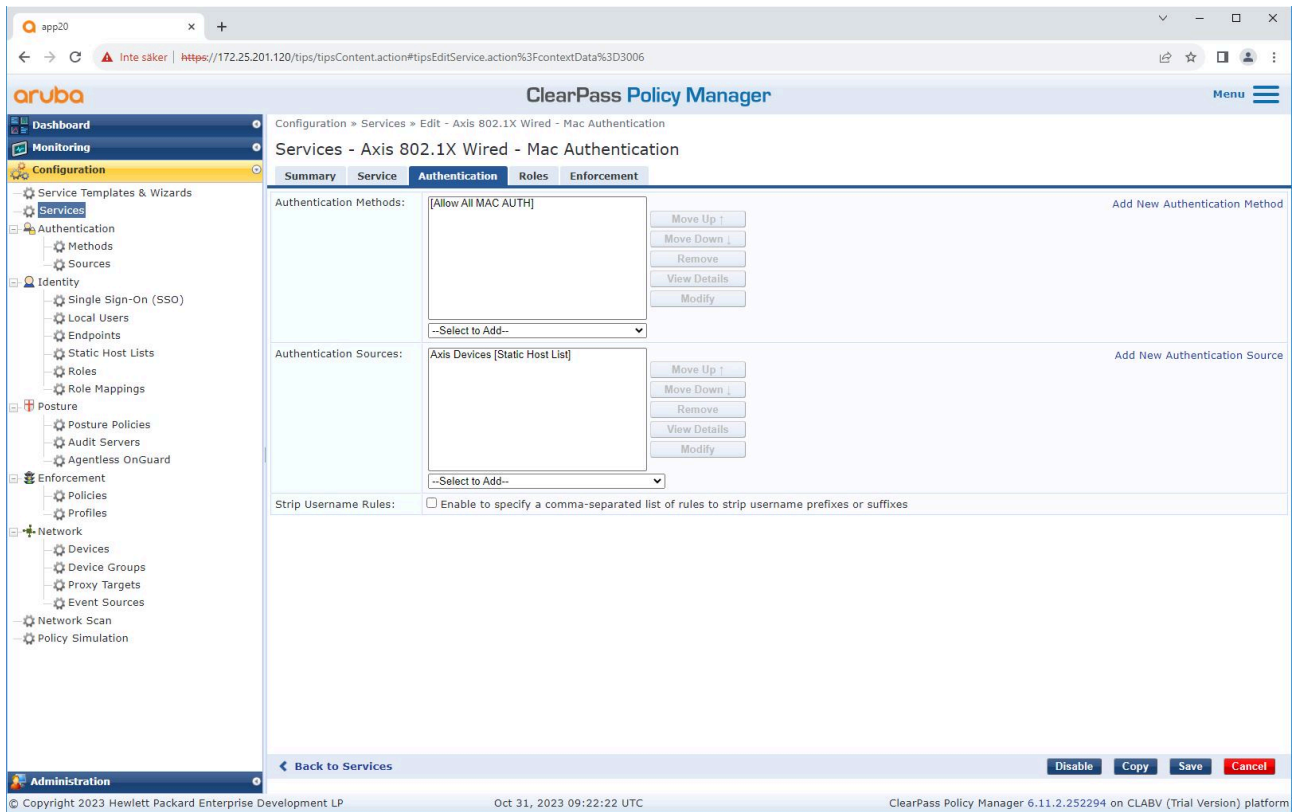 app20
Inte säker | https://172.25.201.120/tips/tipsContent.action#tipsEditService.action%3FcontextData%3D3006
aruba
ClearPass Policy Manager
Menu
Dashboard
Monitoring
Configuration
Service Templates & Wizards
Services
Authentication
Methods
Sources
Identity
Single Sign-On (SSO)
Local Users
Endpoints
Static Host Lists
Roles
Role Mappings
Posture
Posture Policies
Audit Servers
Agentless OnGuard
Enforcement
Policies
Profiles
Network
Devices
Device Groups
Proxy Targets
Event Sources
Network Scan
Policy Simulation
Administration
Configuration » Services » Edit - Axis 802.1X Wired - Mac Authentication
Services - Axis 802.1X Wired - Mac Authentication
Summary Service Authentication Roles Enforcement
Authentication Methods:
[Allow All MAC AUTH]
Move Up ↑
Move Down ↓
Remove
View Details
Modify
--Select to Add--
Add New Authentication Method
Authentication Sources:
Axis Devices [Static Host List]
Move Up ↑
Move Down ↓
Remove
View Details
Modify
--Select to Add--
Add New Authentication Source
Strip Username Rules:
Enable to specify a comma-separated list of rules to strip username prefixes or suffixes
Back to Services
Disable Copy Save Cancel
© Copyright 2023 Hewlett Packard Enterprise Development LP Oct 31, 2023 09:22:22 UTC ClearPass Policy Manager 6.11.2.252294 on CLABV (Trial Version) platform